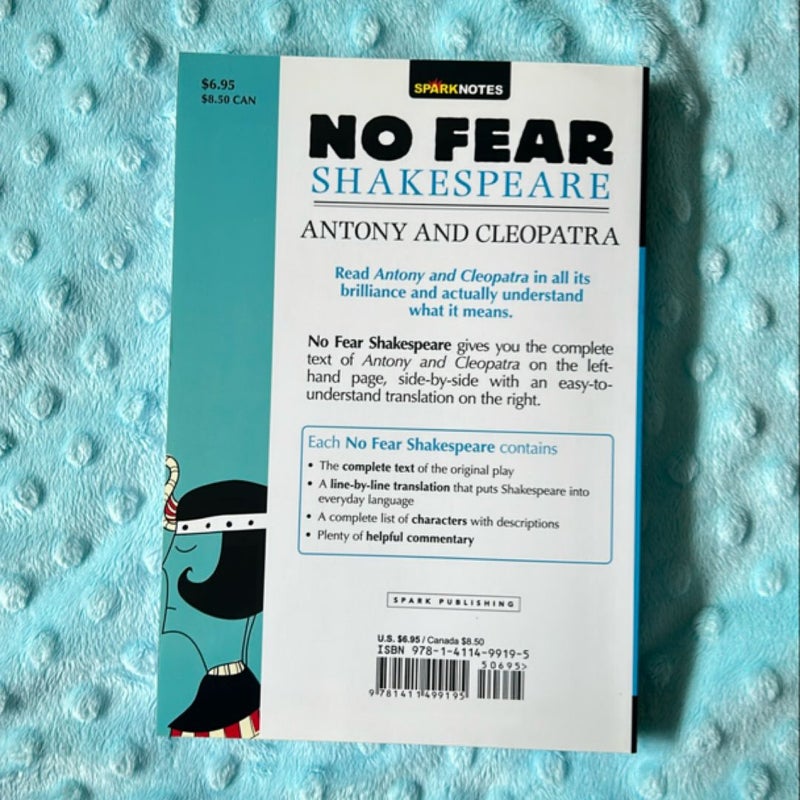 $6.95
$8.50 CAN
SPARKNOTES
NO FEAR
SHAKESPEARE
ANTONY AND CLEOPATRA
Read Antony and Cleopatra in all its
brilliance and actually understand
what it means.
No Fear Shakespeare gives you the complete
text of Antony and Cleopatra on the left-
hand page, side-by-side with an easy-to-
understand translation on the right.
Each No Fear Shakespeare contains
• The complete text of the original play
• A line-by-line translation that puts Shakespeare into
everyday language
• A complete list of characters with descriptions
• Plenty of helpful commentary
SPARK PUBLISHING
U.S. $6.95 / Canada $8.50
ISBN 978-1-4114-9919-5
50695>
9781411499195